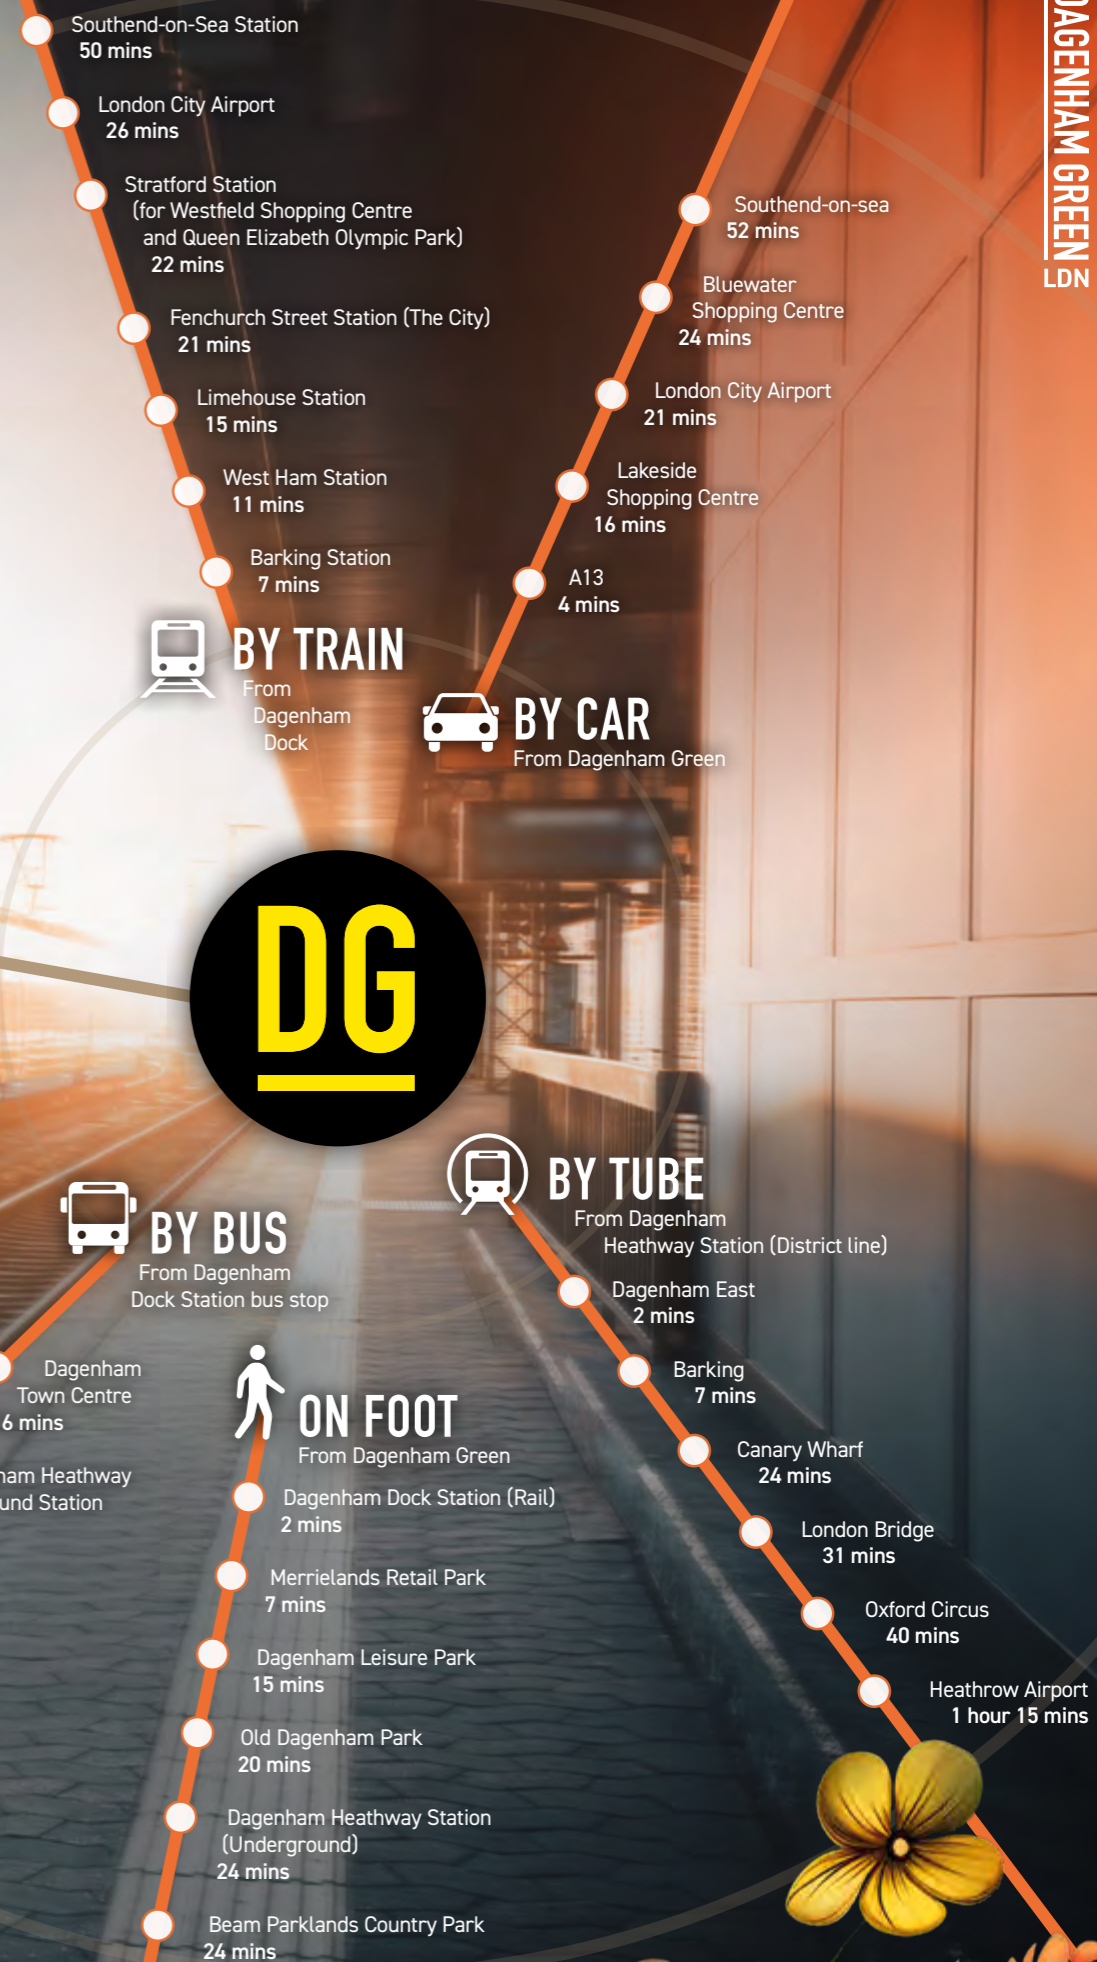 Southend-on-Sea Station
50 mins
London City Airport
26 mins
Stratford Station
(for Westfield Shopping Centre
and Queen Elizabeth Olympic Park)
22 mins
Fenchurch Street Station (The City)
21 mins
Limehouse Station
15 mins
West Ham Station
11 mins
Barking Station
7 mins
BY TRAIN
From
Dagenham
Dock
Southend-on-sea
52 mins
Bluewater
Shopping Centre
24 mins
London City Airport
21 mins
Lakeside
Shopping Centre
16 mins
A13
4 mins
BY CAR
From Dagenham Green
DAGENHAM GREEN
LDN
DG
BY BUS
From Dagenham
Dock Station bus stop
Dagenham
Town Centre
6 mins
ham Heathway
und Station
ON FOOT
From Dagenham Green
Dagenham Dock Station (Rail)
2 mins
Merrielands Retail Park
7 mins
Dagenham Leisure Park
15 mins
Old Dagenham Park
20 mins
Dagenham Heathway Station
(Underground)
24 mins
Beam Parklands Country Park
24 mins
BY TUBE
From Dagenham
Heathway Station (District line)
Dagenham East
2 mins
Barking
7 mins
Canary Wharf
24 mins
London Bridge
31 mins
Oxford Circus
40 mins
Heathrow Airport
1 hour 15 mins